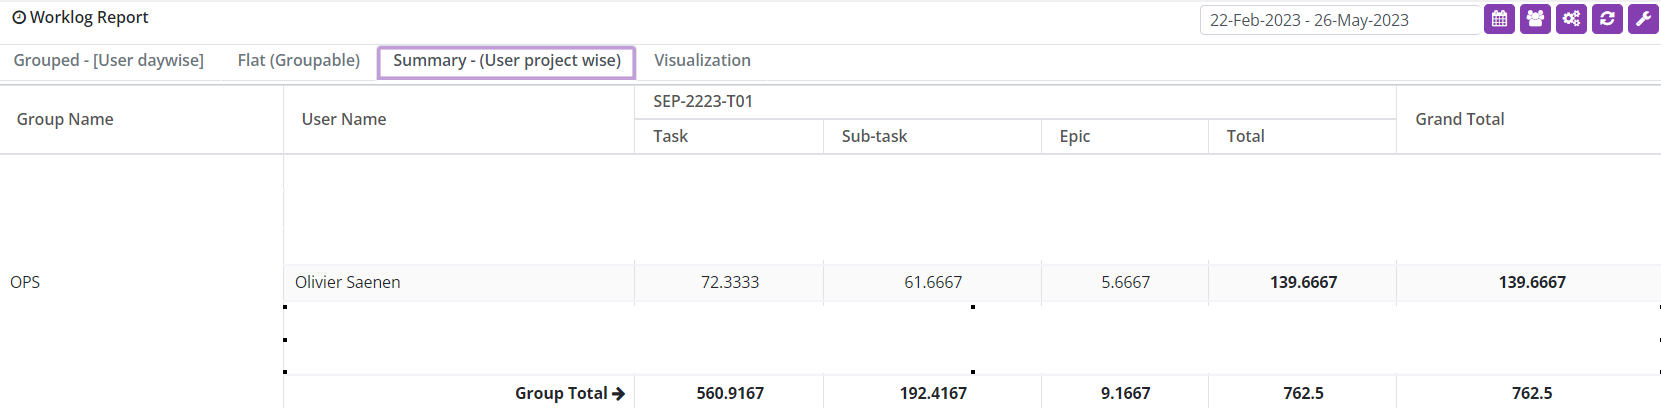 Worklog Report
22-Feb-2023 - 26-May-2023
Grouped - [User daywise] Flat (Groupable) Summary - (User project wise) Visualization
Group Name User Name SEP-2223-T01 Grand Total
Task Sub-task Epic Total
OPS Olivier Saenen 72.3333 61.6667 5.6667 139.6667 139.6667
Group Total → 560.9167 192.4167 9.1667 762.5 762.5